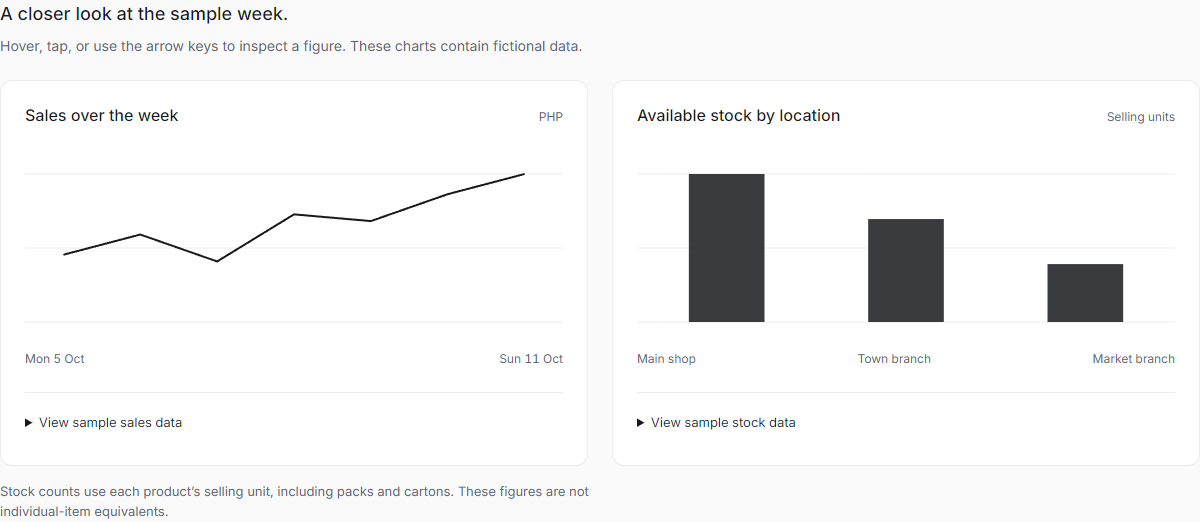 A closer look at the sample week.
Hover, tap, or use the arrow keys to inspect a figure. These charts contain fictional data.
Sales over the week
PHP
Mon 5 Oct
Sun 11 Oct
View sample sales data
Available stock by location
Selling units
Main shop
Town branch
Market branch
View sample stock data
Stock counts use each product’s selling unit, including packs and cartons. These figures are not
individual-item equivalents.